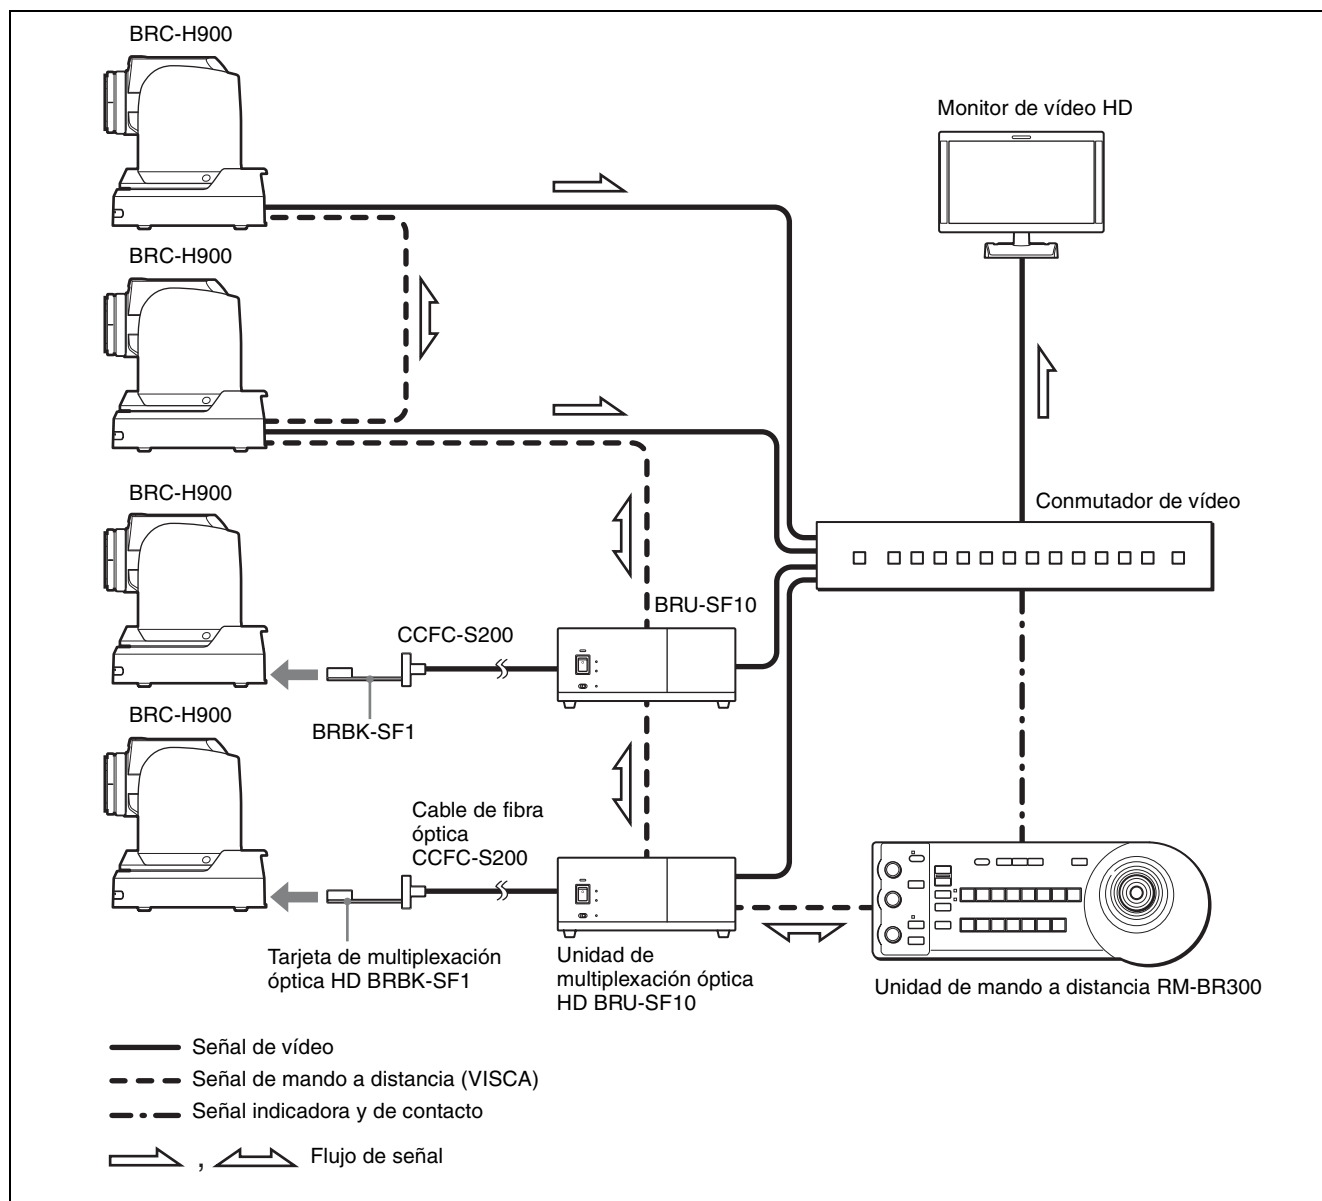 BRC-H900
Monitor de vídeo HD
BRC-H900
BRC-H900
Conmutador de vídeo
BRU-SF10
CCFC-S200
BRBK-SF1
BRC-H900
Cable de fibra
óptica
CCFC-S200
Tarjeta de multiplexación
óptica HD BRBK-SF1
Unidad de
multiplexación óptica
HD BRU-SF10
Unidad de mando a distancia RM-BR300
Señal de vídeo
Señal de mando a distancia (VISCA)
Señal indicadora y de contacto
, Flujo de señal